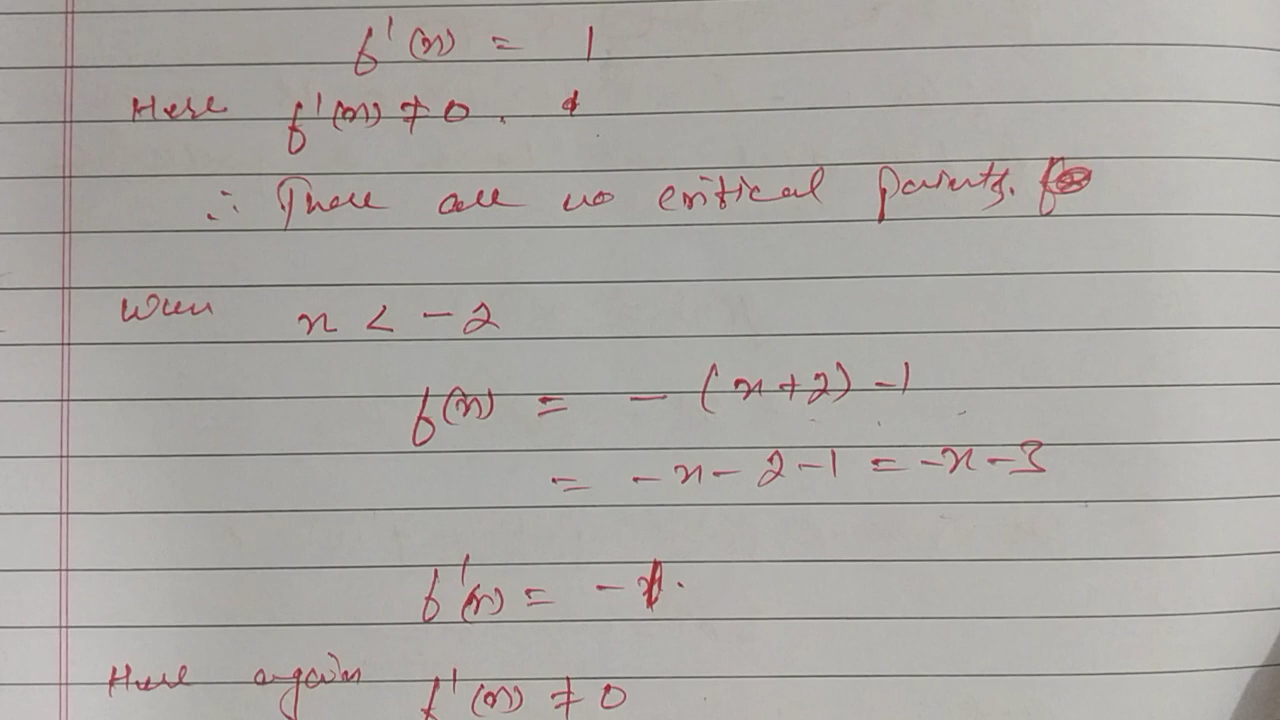 f'(x) = 1
Here f'(x) ≠ 0.
∴ There are no critical points.
When x < -2
f(x) = - (x+2) -1
= -x - 2 - 1 = -x - 3
f'(x) = -1.
Here again f'(x) ≠ 0